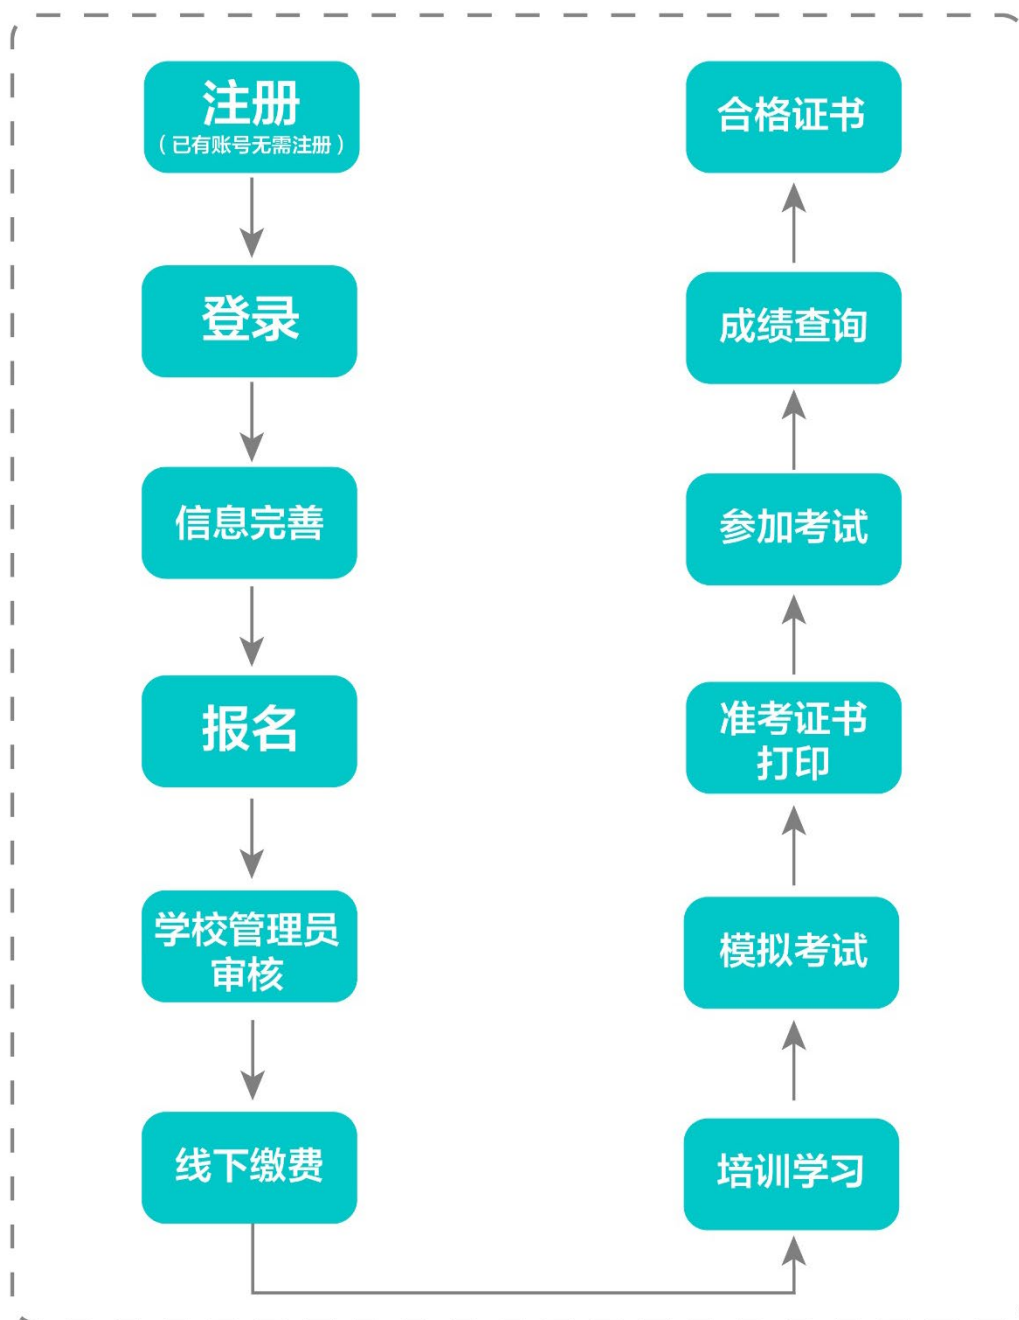 注册
（已有账号无需注册）
登录
信息完善
报名
学校管理员
审核
线下缴费
培训学习
模拟考试
准考证书
打印
参加考试
成绩查询
合格证书